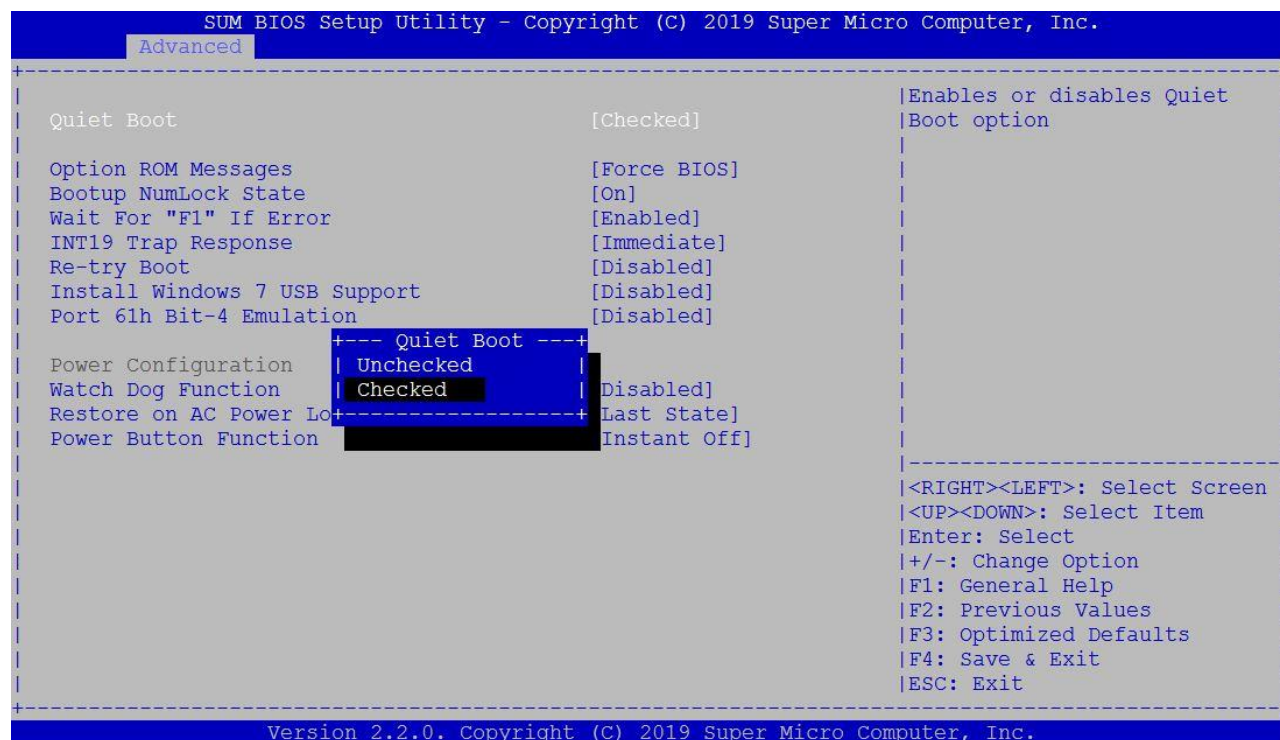 SUM BIOS Setup Utility - Copyright (C) 2019 Super Micro Computer, Inc.
Advanced
Quiet Boot [Checked]
Option ROM Messages [Force BIOS]
Bootup NumLock State [On]
Wait For "F1" If Error [Enabled]
INT19 Trap Response [Immediate]
Re-try Boot [Disabled]
Install Windows 7 USB Support [Disabled]
Port 61h Bit-4 Emulation [Disabled]
Power Configuration
Watch Dog Function Disabled]
Restore on AC Power Lo Last State]
Power Button Function Instant Off]
+--- Quiet Boot ---+
Unchecked
Checked
Enables or disables Quiet
Boot option
<RIGHT><LEFT>: Select Screen
<UP><DOWN>: Select Item
Enter: Select
+/-: Change Option
F1: General Help
F2: Previous Values
F3: Optimized Defaults
F4: Save & Exit
ESC: Exit
Version 2.2.0. Copyright (C) 2019 Super Micro Computer, Inc.